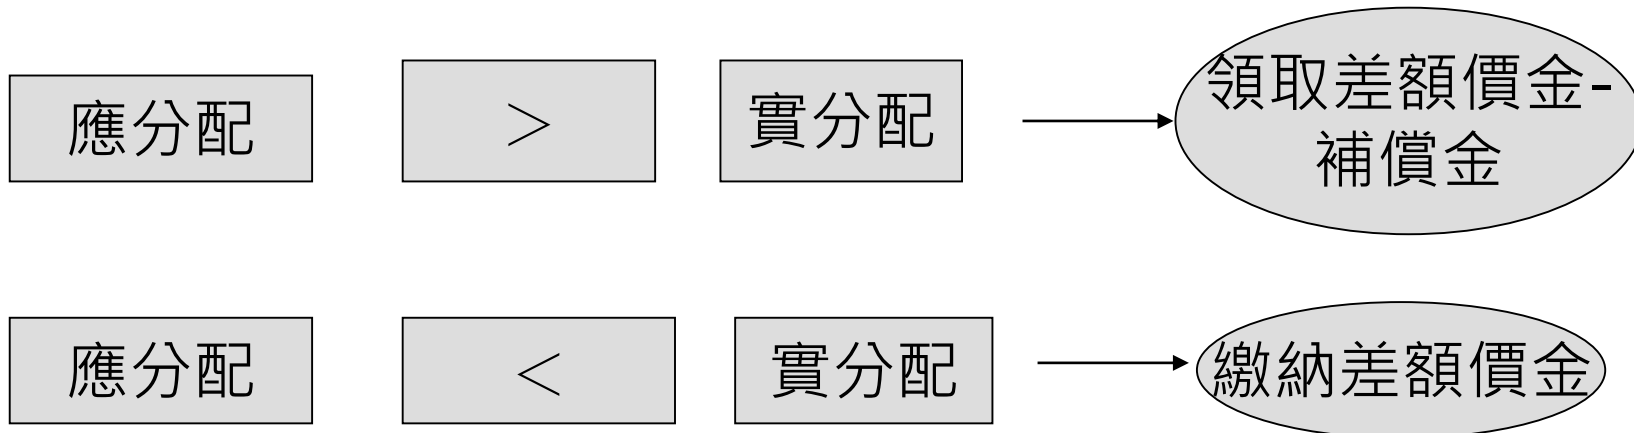 應分配 > 實分配 領取差額價金-
補償金
應分配 < 實分配 繳納差額價金